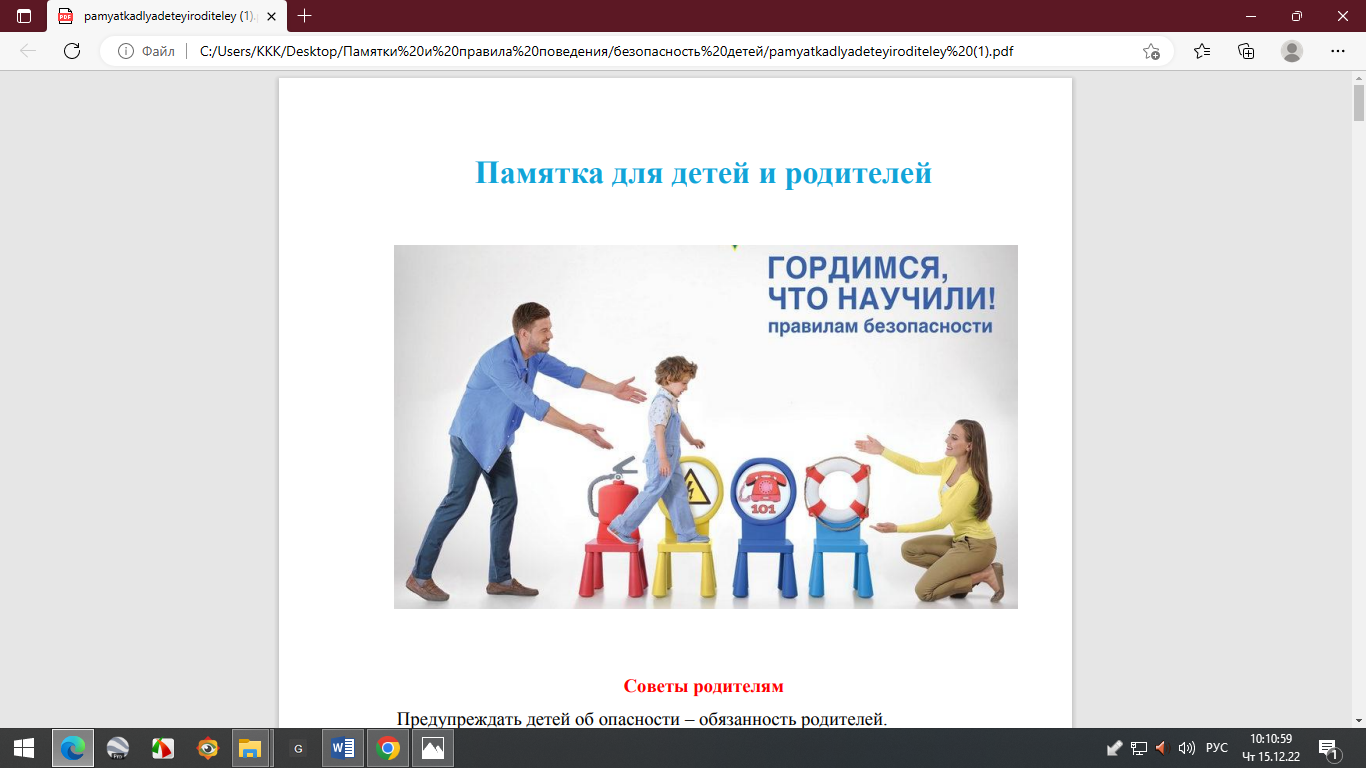 pamyatkadlyadeteyiroditeley (1).p
Файл
C:/Users/KKK/Desktop/Памятки%20и%20правила%20поведения/безопасность%20детей/pamyatkadlyadeteyiroditeley%20(1).pdf
Памятка для детей и родителей
ГОРДИМСЯ,
ЧТО НАУЧИЛИ!
правилам безопасности
101
Советы родителям
Предупреждать детей об опасности – обязанность родителей.
РУС
10:10:59
Чт 15.12.22
1